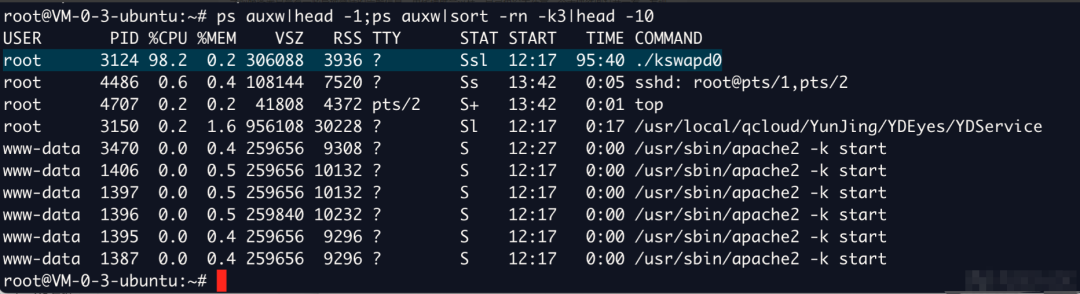 root@VM-0-3-ubuntu:~# ps auxw|head -1;ps auxw|sort -rn -k3|head -10
USER PID %CPU %MEM VSZ RSS TTY STAT START TIME COMMAND
root 3124 98.2 0.2 306088 3936 ? Ssl 12:17 95:40 ./kswapd0
root 4486 0.6 0.4 108144 7520 ? Ss 13:42 0:05 sshd: root@pts/1,pts/2
root 4707 0.2 0.2 41808 4372 pts/2 S+ 13:42 0:01 top
root 3150 0.2 1.6 956108 30228 ? Sl 12:17 0:17 /usr/local/qcloud/YunJing/YDEyes/YDService
www-data 3470 0.0 0.4 259656 9308 ? S 12:27 0:00 /usr/sbin/apache2 -k start
www-data 1406 0.0 0.5 259656 10132 ? S 12:17 0:00 /usr/sbin/apache2 -k start
www-data 1397 0.0 0.5 259656 10132 ? S 12:17 0:00 /usr/sbin/apache2 -k start
www-data 1396 0.0 0.5 259840 10232 ? S 12:17 0:00 /usr/sbin/apache2 -k start
www-data 1395 0.0 0.4 259656 9296 ? S 12:17 0:00 /usr/sbin/apache2 -k start
www-data 1387 0.0 0.4 259656 9296 ? S 12:17 0:00 /usr/sbin/apache2 -k start
root@VM-0-3-ubuntu:~#